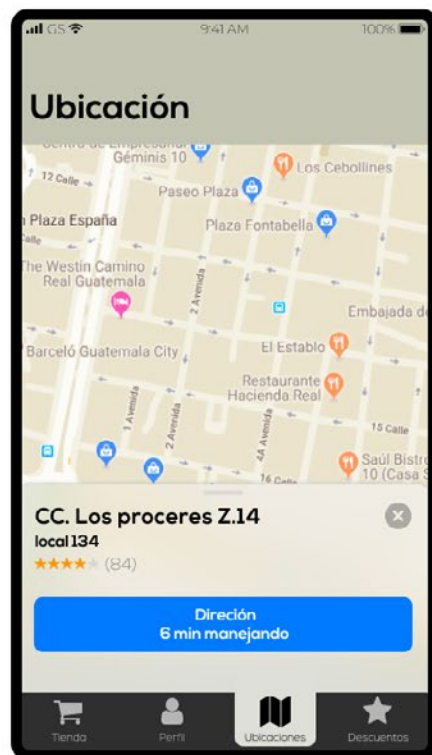 GS 9:41 AM 100%
Ubicación
Géminis 10
Los Cebollines
12 Calle
Paseo Plaza
Plaza España
Plaza Fontabella
The Westin Camino
Real Guatemala
2 Avenida
Embajada de
Barceló Guatemala City
El Establo
Restaurante
Hacienda Real
1 Avenida
2 Avenida
4A Avenida
15 Calle
16 Calle
Saúl Bistro
10 (Casa
CC. Los proceres Z.14
local 134
(84)
Direción
6 min manejando
Tienda Perfil Ubicaciones Descuentos